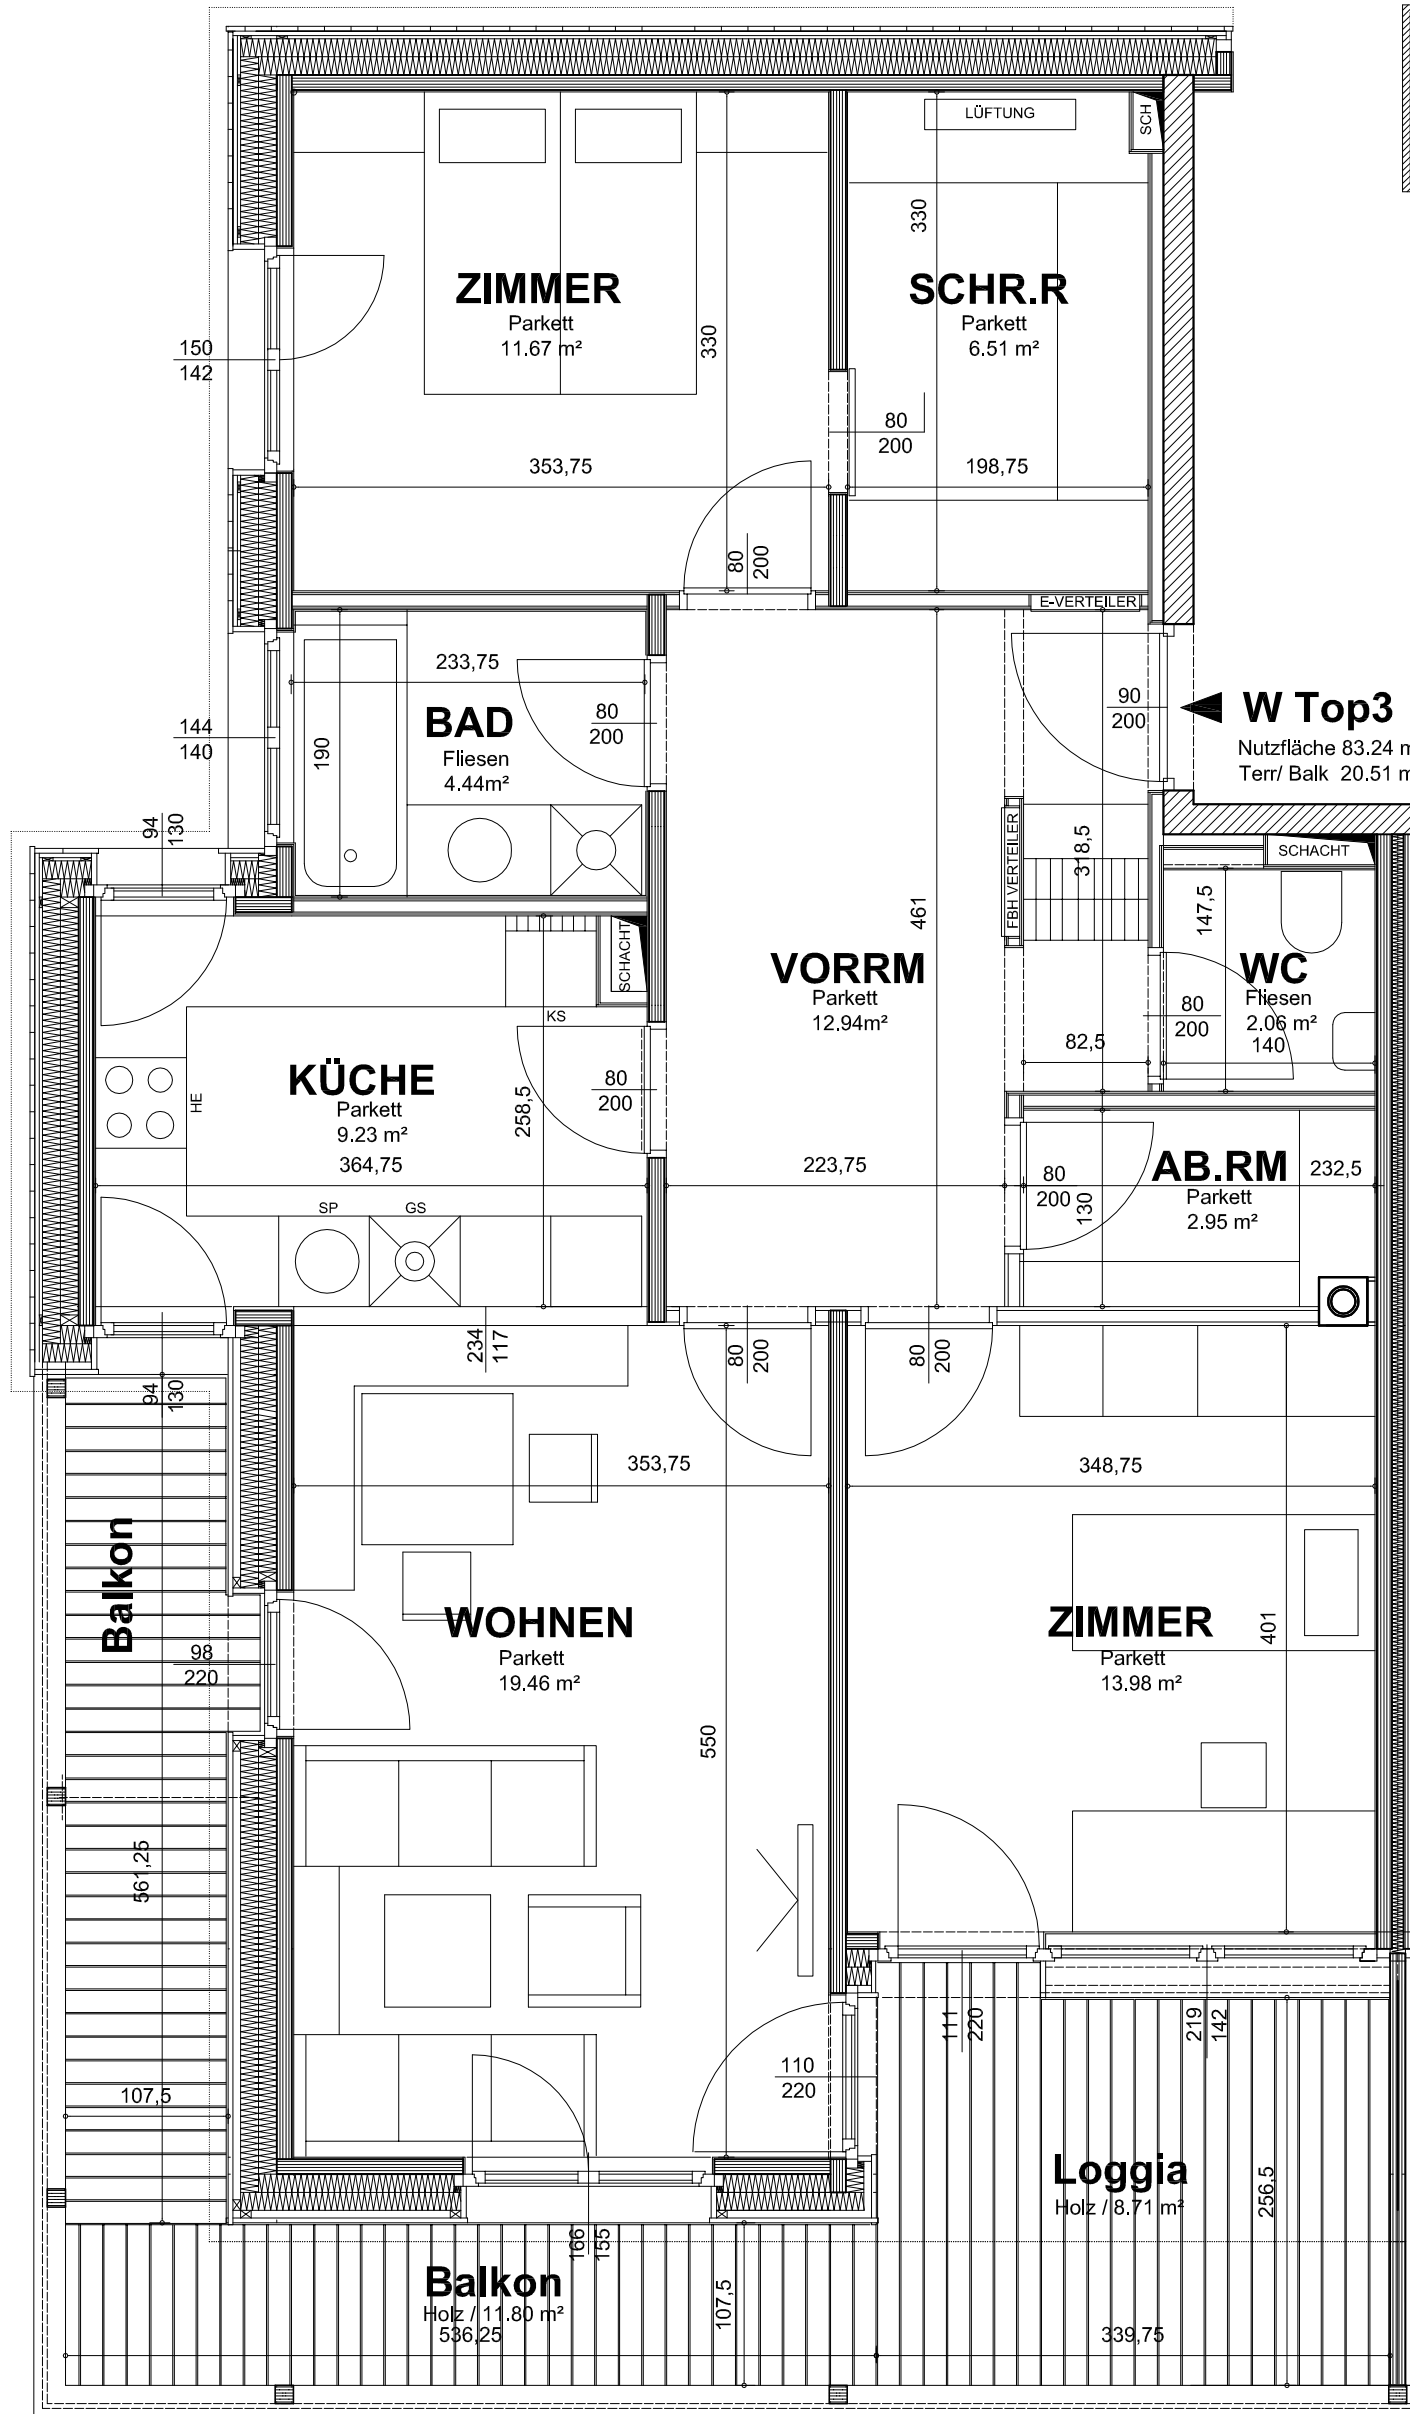 LÜFTUNG
SCH
330
ZIMMER
Parkett
11.67 m²
SCHR.R
Parkett
6.51 m²
330
150
142
80
200
353,75
198,75
80
200
E-VERTEILER
233,75
BAD
Fliesen
4.44m²
190
80
200
144
140
90
200
W Top3
Nutzfläche 83.24 m
Terr/ Balk  20.51 m
94
130
FBH VERTEILER
318,5
SCHACHT
147,5
461
SCHACHT
VORRM
Parkett
12.94m²
WC
Fliesen
2.06 m²
140
80
200
82,5
KS
KÜCHE
Parkett
9.23 m²
364,75
HE
258,5
80
200
223,75
80
200
130
AB.RM
Parkett
2.95 m²
232,5
SP
GS
234
117
80
200
80
200
94
130
353,75
348,75
Balkon
98
220
WOHNEN
Parkett
19.46 m²
ZIMMER
Parkett
13.98 m²
401
550
561,25
111
220
219
142
110
220
107,5
Loggia
Holz / 8.71 m²
256,5
166
155
Balkon
Holz / 11.80 m²
536,25
107,5
339,75